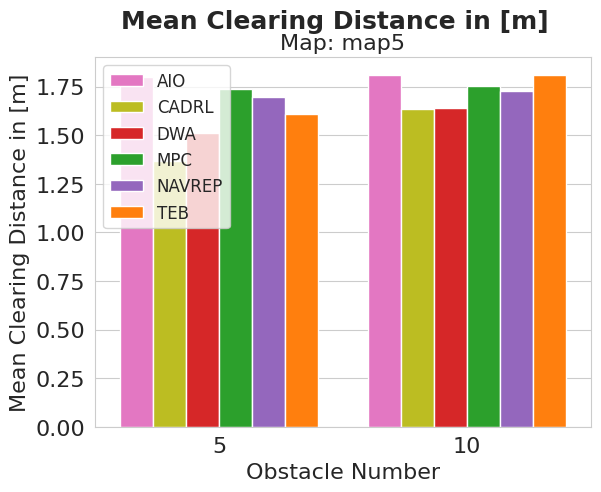 Mean Clearing Distance in [m]
Map: map5
Mean Clearing Distance in [m]
1.75
1.50
1.25
1.00
0.75
0.50
0.25
0.00
AIO
CADRL
DWA
MPC
NAVREP
TEB
5
10
Obstacle Number